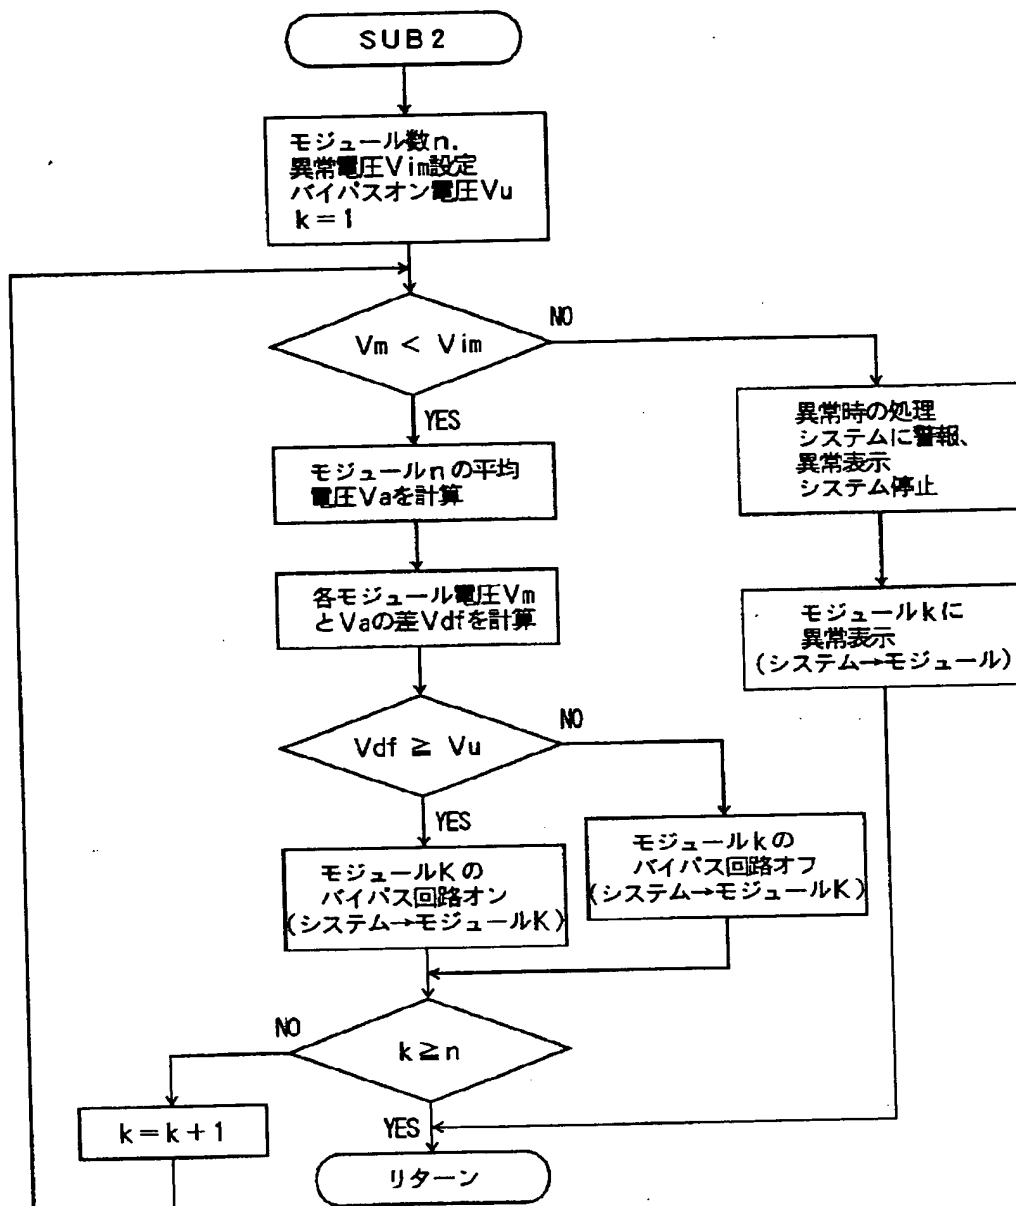 SUB2
モジュール数n.
異常電圧Vim設定
バイパスオン電圧Vu
k=1
Vm < Vim
NO
YES
異常時の処理
システムに警報、
異常表示
システム停止
モジュールnの平均
電圧Vaを計算
各モジュール電圧Vm
とVaの差Vdfを計算
モジュールkに
異常表示
(システム→モジュール)
Vdf ≧ Vu
NO
YES
モジュールkの
バイパス回路オフ
(システム→モジュールK)
モジュールKの
バイパス回路オン
(システム→モジュールK)
NO
k≧n
k=k+1
YES
リターン